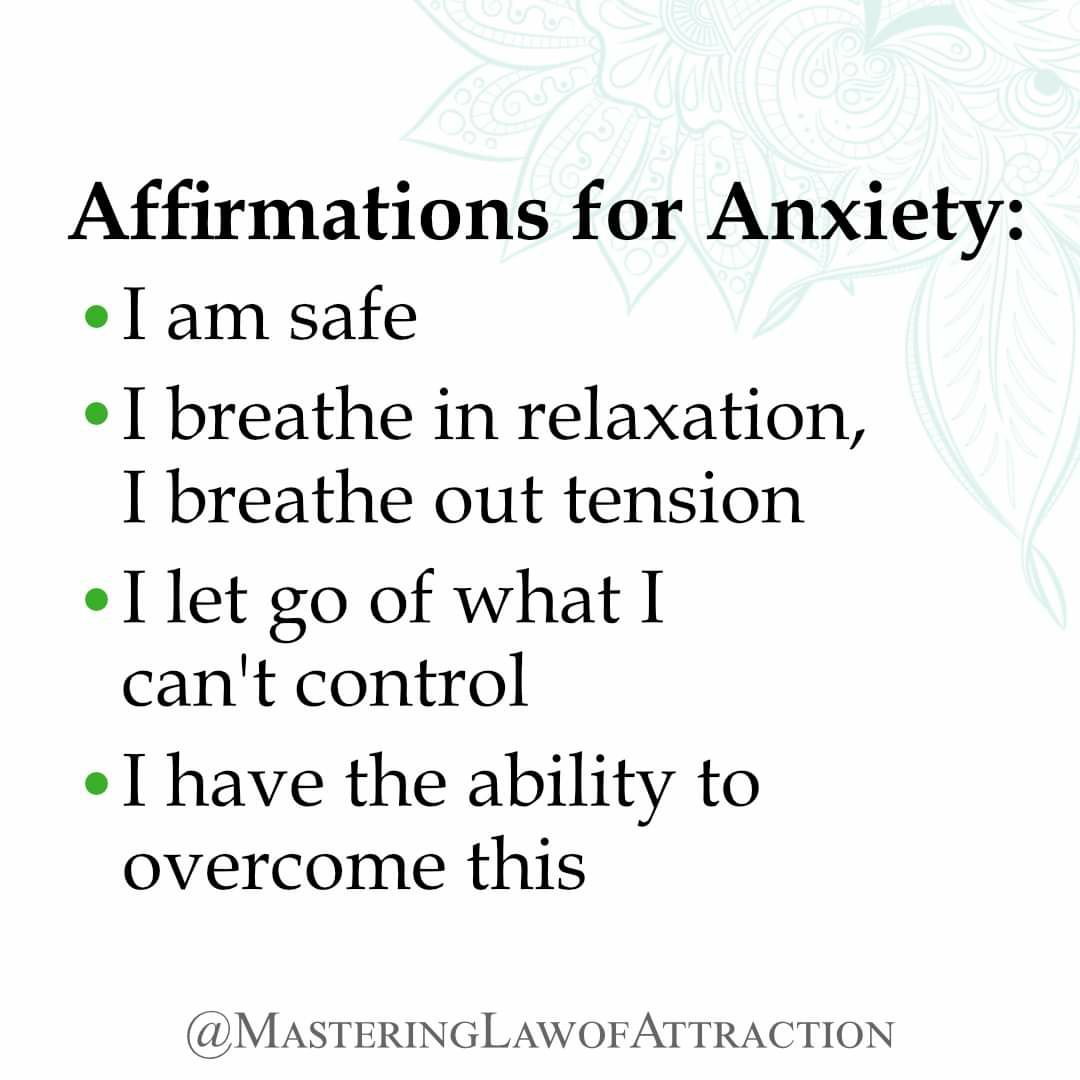 Affirmations for Anxiety:
•I am safe
•I breathe in relaxation,
I breathe out tension
•I let go of what I
can't control
•I have the ability to
overcome this
@MasteringLawofAttraction